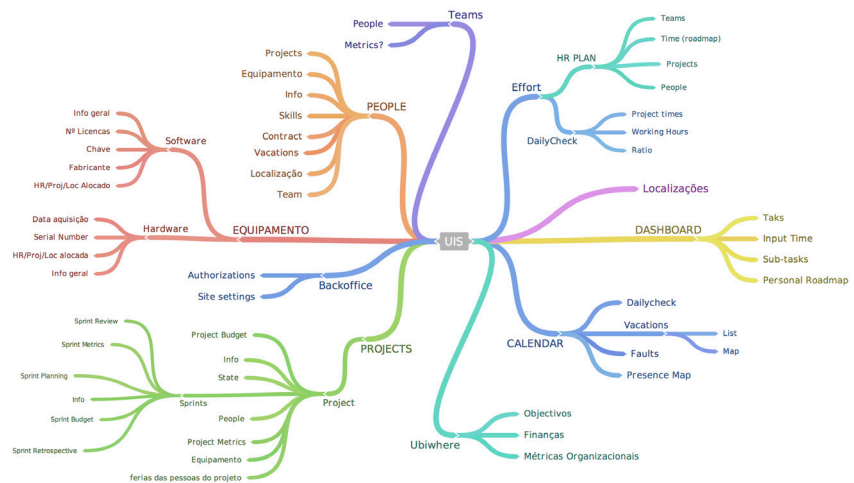 UIS
Teams
People
Metrics?
PEOPLE
Projects
Equipamento
Info
Skills
Contract
Vacations
Localização
Team
EQUIPAMENTO
Software
Info geral
Nº Licencas
Chave
Fabricante
HR/Proj/Loc Alocado
Hardware
Data aquisição
Serial Number
HR/Proj/Loc alocada
Info geral
Backoffice
Authorizations
Site settings
PROJECTS
Project
Project Budget
Info
State
Sprints
Sprint Review
Sprint Metrics
Sprint Planning
Info
Sprint Budget
Sprint Retrospective
People
Project Metrics
Equipamento
ferias das pessoas do projeto
Effort
HR PLAN
Teams
Time (roadmap)
Projects
People
DailyCheck
Project times
Working Hours
Ratio
Localizações
DASHBOARD
Taks
Input Time
Sub-tasks
Personal Roadmap
CALENDAR
Dailycheck
Vacations
List
Map
Faults
Presence Map
Ubiwhere
Objectivos
Finanças
Métricas Organizacionais